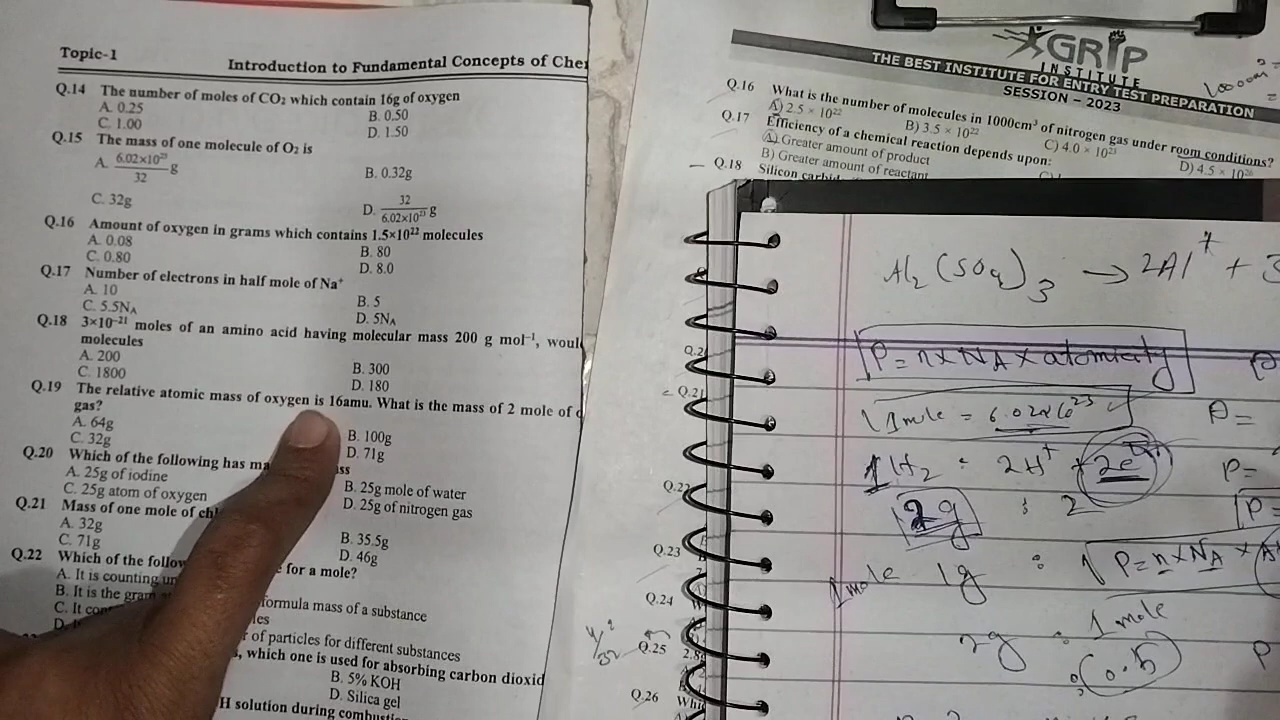 Topic-1
Introduction to Fundamental Concepts of Che
Q.14 The number of moles of CO₂ which contain 16g of oxygen
A. 0.25 B. 0.50
C. 1.00 D. 1.50
Q.15 The mass of one molecule of O₂ is
A. 6.02×10²³/32 g B. 0.32g
C. 32g D. 32/6.02×10²³ g
Q.16 Amount of oxygen in grams which contains 1.5×10²² molecules
A. 0.08 B. 80
C. 0.80 D. 8.0
Q.17 Number of electrons in half mole of Na⁺
A. 10 B. 5
C. 5.5Nᴀ D. 5Nᴀ
Q.18 3×10⁻²¹ moles of an amino acid having molecular mass 200 g mol⁻¹, woul
molecules
A. 200 B. 300
C. 1800 D. 180
Q.19 The relative atomic mass of oxygen is 16amu. What is the mass of 2 mole of
gas?
A. 64g B. 100g
C. 32g D. 71g
Q.20 Which of the following has ma ss
A. 25g of iodine B. 25g mole of water
C. 25g atom of oxygen D. 25g of nitrogen gas
Q.21 Mass of one mole of ch
A. 32g B. 35.5g
C. 71g D. 46g
Q.22 Which of the follow for a mole?
A. It is counting un
B. It is the gram formula mass of a substance
C. It con les
D. r of particles for different substances
, which one is used for absorbing carbon dioxid
B. 5% KOH
D. Silica gel
H solution during combusti
GRIP
INSTITUTE
THE BEST INSTITUTE FOR ENTRY TEST PREPARATION
SESSION – 2023
Q.16 What is the number of molecules in 1000cm³ of nitrogen gas under room conditions?
A) 2.5 × 10²² B) 3.5 × 10²² C) 4.0 × 10²³ D) 4.5 × 10²⁶
Q.17 Efficiency of a chemical reaction depends upon:
A) Greater amount of product
B) Greater amount of reactant
Q.18 Silicon carbid
Al₂(SO₄)₃ → 2Al⁺ + 3
P = n × NA × atomicity
1 mole = 6.02×10²³ P =
1H₂ : 2H⁺ + 2e⁻ P =
2g : 2 P =
1mole 1g : P = n × NA ×
2g : 1 mole
: 0.5 P
Q.2
Q.21
Q.22
Q.23
Q.24
Q.25
Q.26